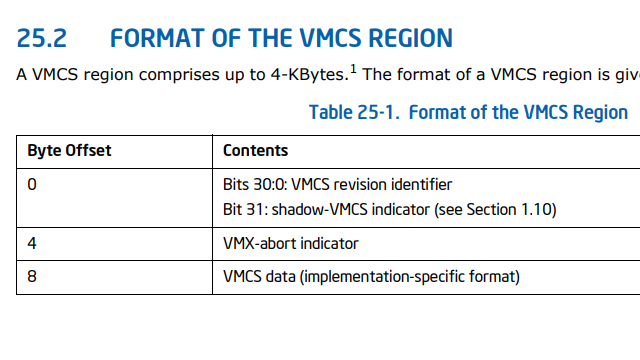 25.2 FORMAT OF THE VMCS REGION
A VMCS region comprises up to 4-KBytes.1 The format of a VMCS region is
Table 25-1. Format of the VMCS Region
Byte Offset Contents
0 Bits 30:0: VMCS revision identifier
Bit 31: shadow-VMCS indicator (see Section 1.10)
4 VMX-abort indicator
8 VMCS data (implementation-specific format)